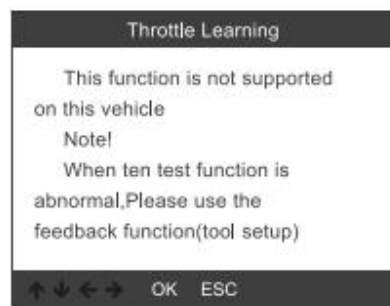 Throttle Learning
This function is not supported
on this vehicle
Note!
When ten test function is
abnormal,Please use the
feedback function(tool setup)
OK ESC